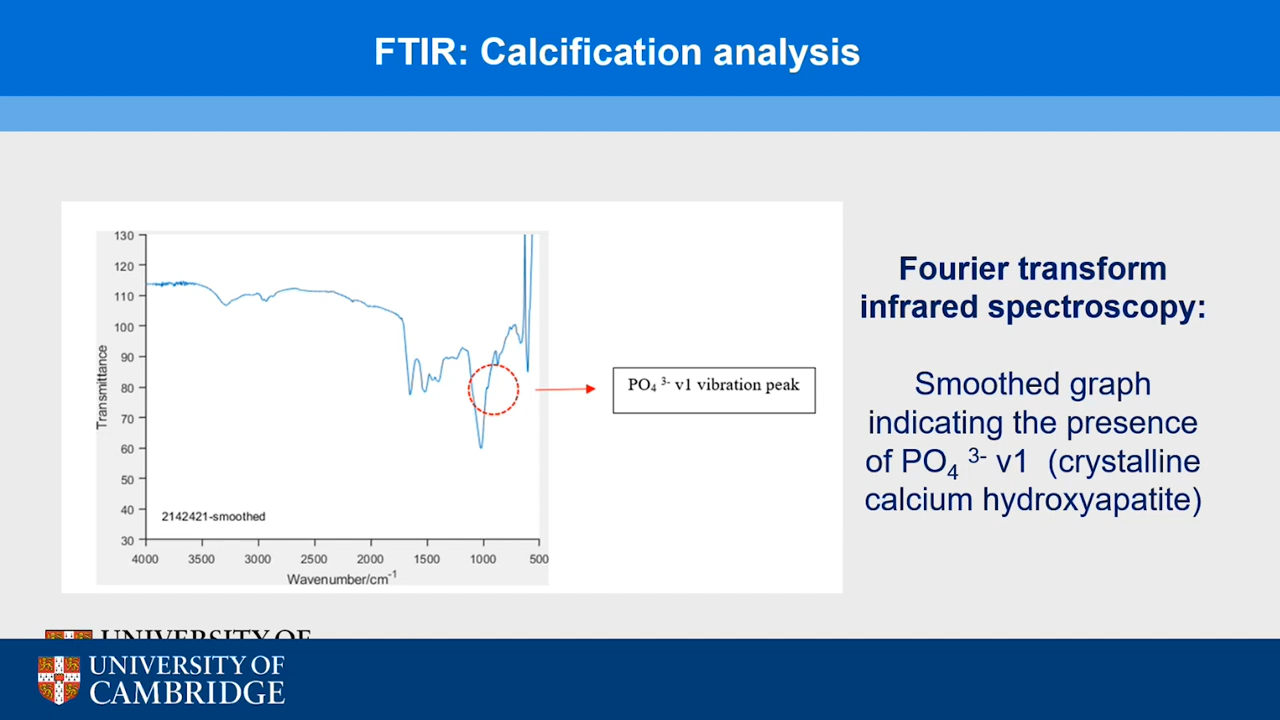 FTIR: Calcification analysis
130
120
110
100
90
80
70
60
50
40
30
Transmittance
2142421-smoothed
4000 3500 3000 2500 2000 1500 1000 500
Wavenumber/cm⁻¹
PO₄ ³⁻ v1 vibration peak
Fourier transform
infrared spectroscopy:
Smoothed graph
indicating the presence
of PO₄ ³⁻ v1 (crystalline
calcium hydroxyapatite)
UNIVERSITY OF
UNIVERSITY OF
CAMBRIDGE